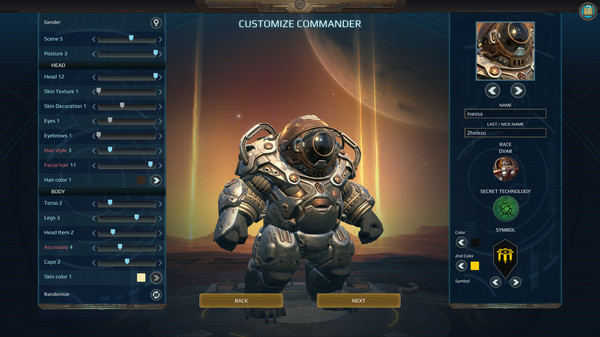 CUSTOMIZE COMMANDER
Gender
Scene 5
Posture 3
HEAD
Head 12
Skin Texture 1
Skin Decoration 1
Eyes 1
Eyebrows 1
Hair style 3
Facial hair 11
Hair color 1
BODY
Torso 2
Legs 3
Head Item 2
Accessory 4
Cape 2
Skin color 1
Randomize
BACK
NEXT
NAME
Inessa
LAST / NICK NAME
Zhelezo
RACE
DVAR
SECRET TECHNOLOGY
SYMBOL
Color
2nd Color
Symbol